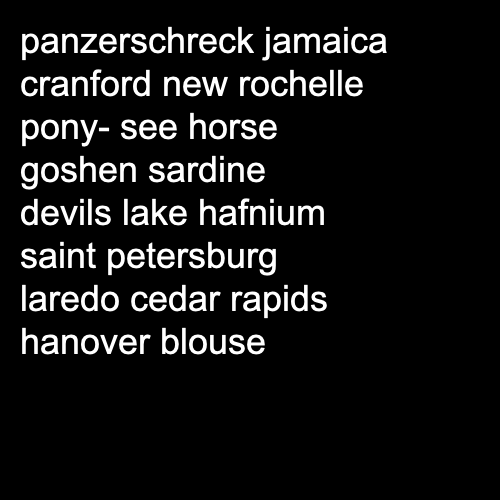 panzerschreck jamaica
cranford new rochelle
pony- see horse
goshen sardine
devils lake hafnium
saint petersburg
laredo cedar rapids
hanover blouse